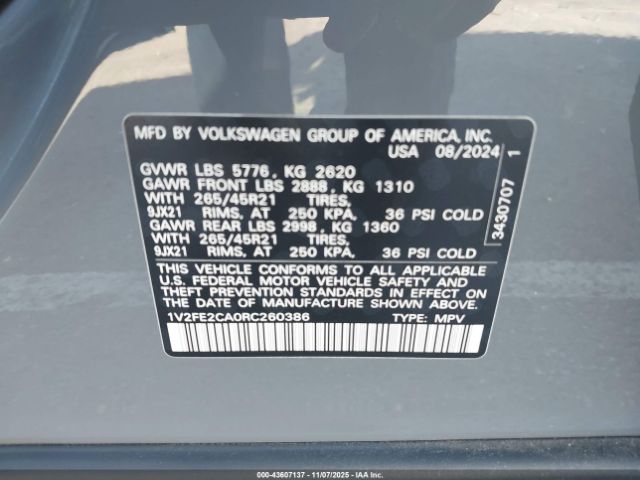 MFD BY VOLKSWAGEN GROUP OF AMERICA, INC.
USA 08/2024
GVWR LBS 5776, KG 2620
GAWR FRONT LBS 2888, KG 1310
WITH 265/45R21 TIRES,
9JX21 RIMS, AT 250 KPA, 36 PSI COLD
GAWR REAR LBS 2998, KG 1360
WITH 265/45R21 TIRES,
9JX21 RIMS, AT 250 KPA, 36 PSI COLD
THIS VEHICLE CONFORMS TO ALL APPLICABLE
U.S. FEDERAL MOTOR VEHICLE SAFETY AND
THEFT PREVENTION STANDARDS IN EFFECT ON
THE DATE OF MANUFACTURE SHOWN ABOVE.
1V2FE2CA0RC260386 TYPE: MPV
3430707 1
000-43607137 - 11/07/2025 - IAA Inc.